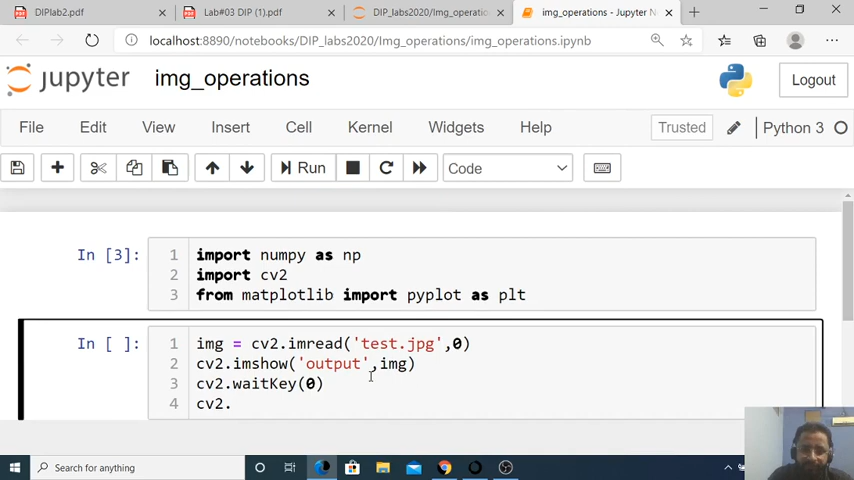 DIPlab2.pdf
Lab#03 DIP (1).pdf
DIP_labs2020/Img_operatio
img_operations - Jupyter N
localhost:8890/notebooks/DIP_labs2020/Img_operations/img_operations.ipynb
jupyter img_operations
Logout
File Edit View Insert Cell Kernel Widgets Help
Trusted
Python 3
Run
Code
In [3]:
1 import numpy as np
2 import cv2
3 from matplotlib import pyplot as plt
In [ ]:
1 img = cv2.imread('test.jpg',0)
2 cv2.imshow('output',img)
3 cv2.waitKey(0)
4 cv2.
Search for anything